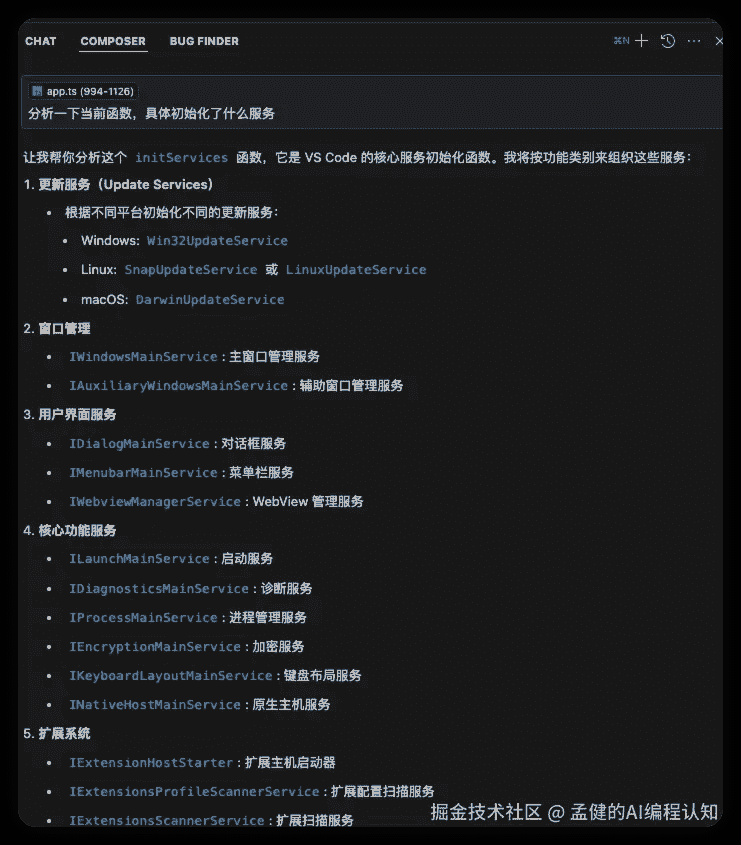 CHAT COMPOSER BUG FINDER ⌘N
app.ts (994-1126)
分析一下当前函数，具体初始化了什么服务
让我帮你分析这个 initServices 函数，它是 VS Code 的核心服务初始化函数。我将按功能类别来组织这些服务：
1. 更新服务（Update Services）
• 根据不同平台初始化不同的更新服务：
• Windows: Win32UpdateService
• Linux: SnapUpdateService 或 LinuxUpdateService
• macOS: DarwinUpdateService
2. 窗口管理
• IWindowsMainService : 主窗口管理服务
• IAuxiliaryWindowsMainService : 辅助窗口管理服务
3. 用户界面服务
• IDialogMainService : 对话框服务
• IMenubarMainService : 菜单栏服务
• IWebviewManagerService : WebView 管理服务
4. 核心功能服务
• ILaunchMainService : 启动服务
• IDiagnosticsMainService : 诊断服务
• IProcessMainService : 进程管理服务
• IEncryptionMainService : 加密服务
• IKeyboardLayoutMainService : 键盘布局服务
• INativeHostMainService : 原生主机服务
5. 扩展系统
• IExtensionHostStarter : 扩展主机启动器
• IExtensionsProfileScannerService : 扩展配置扫描服务
• IExtensionsScannerService : 扩展扫描服务
掘金技术社区 @ 孟健的AI编程认知